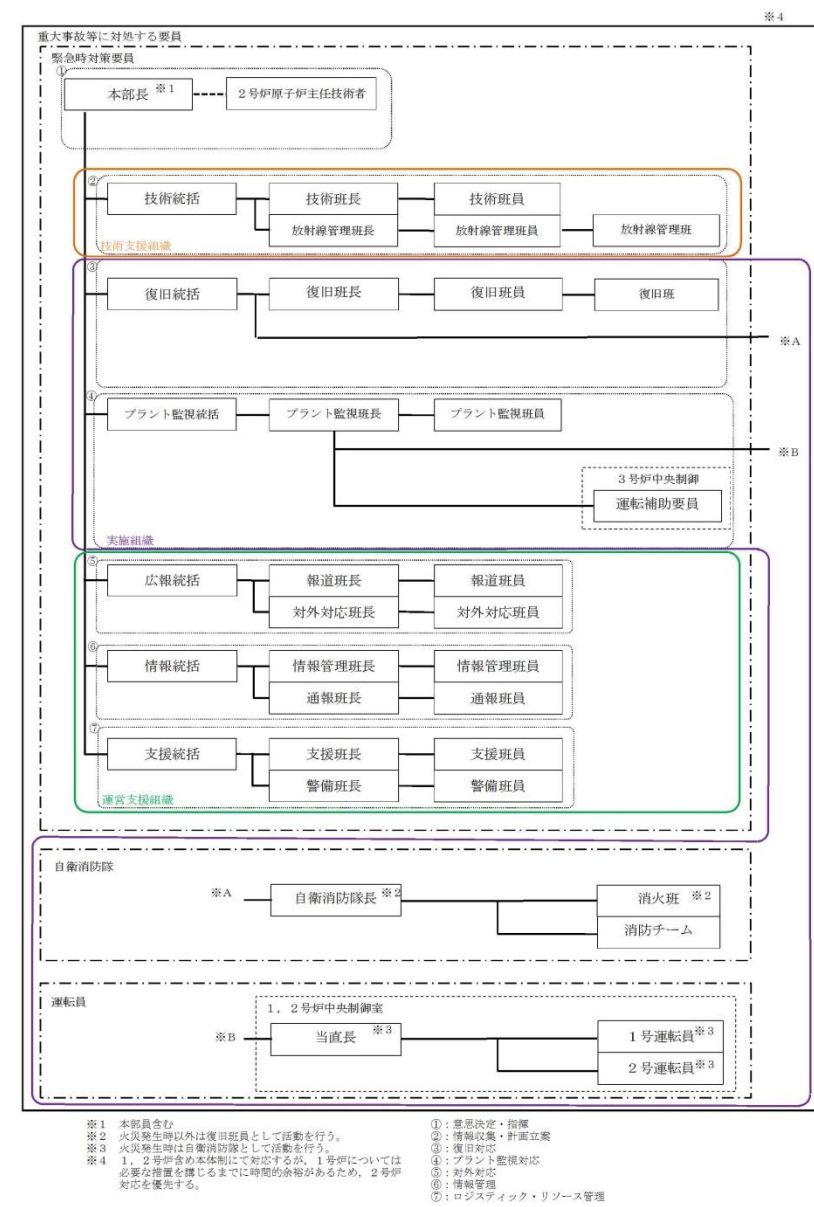 ※4
重大事故等に対処する要員
緊急時対策要員
①
本部長 ※1
2号炉原子炉主任技術者
②
技術統括
技術班長
技術班員
放射線管理班長
放射線管理班員
放射線管理班
技術支援組織
③
復旧統括
復旧班長
復旧班員
復旧班
※A
④
プラント監視統括
プラント監視班長
プラント監視班員
※B
3号炉中央制御
運転補助要員
実施組織
⑤
広報統括
報道班長
報道班員
対外対応班長
対外対応班員
⑥
情報統括
情報管理班長
情報管理班員
通報班長
通報班員
⑦
支援統括
支援班長
支援班員
警備班長
警備班員
運営支援組織
自衛消防隊
※A
自衛消防隊長 ※2
消火班 ※2
消防チーム
運転員
1,2号炉中央制御室
※B
当直長 ※3
1号運転員※3
2号運転員※3
※1 本部員含む
※2 火災発生時以外は復旧班員として活動を行う。
※3 火災発生時は自衛消防隊として活動を行う。
※4 1,2号炉含め本体制にて対応するが,1号炉については
必要な措置を講じるまでに時間的余裕があるため,2号炉
対応を優先する。
①:意思決定・指揮
②:情報収集・計画立案
③:復旧対応
④:プラント監視対応
⑤:対外対応
⑥:情報管理
⑦:ロジスティック・リソース管理